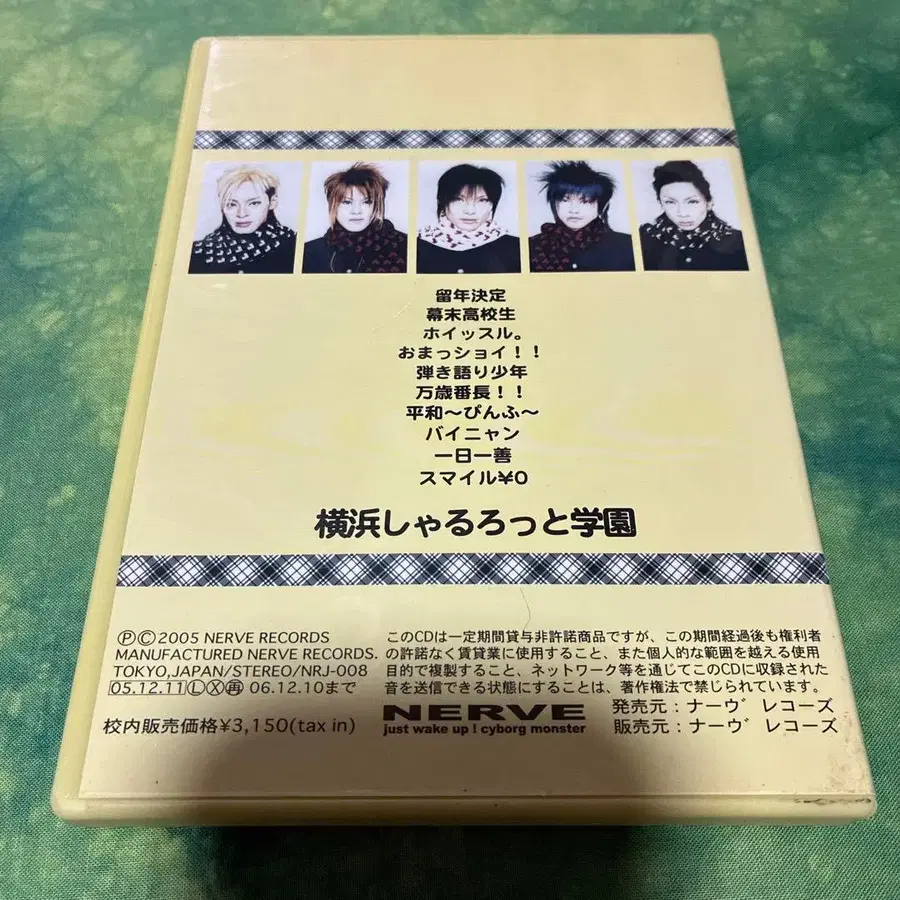 留年決定
幕末高校生
ホイッスル。
おまっショイ！！
弾き語り少年
万歳番長！！
平和～ぴんふ～
バイニャン
一日一善
スマイル¥0
横浜しゃるろっと学園
ⓅⒸ2005 NERVE RECORDS
MANUFACTURED NERVE RECORDS.
TOKYO,JAPAN/STEREO/NRJ-008
05.12.11ⓁⓍ再 06.12.10まで
校内販売価格¥3,150(tax in)
このCDは一定期間貸与非許諾商品ですが、この期間経過後も権利者
の許諾なく賃貸業に使用すること、また個人的な範囲を越える使用
目的で複製すること、ネットワーク等を通じてこのCDに収録された
音を送信できる状態にすることは、著作権法で禁じられています。
NERVE
just wake up ! cyborg monster
発売元：ナーヴ レコーズ
販売元：ナーヴ レコーズ